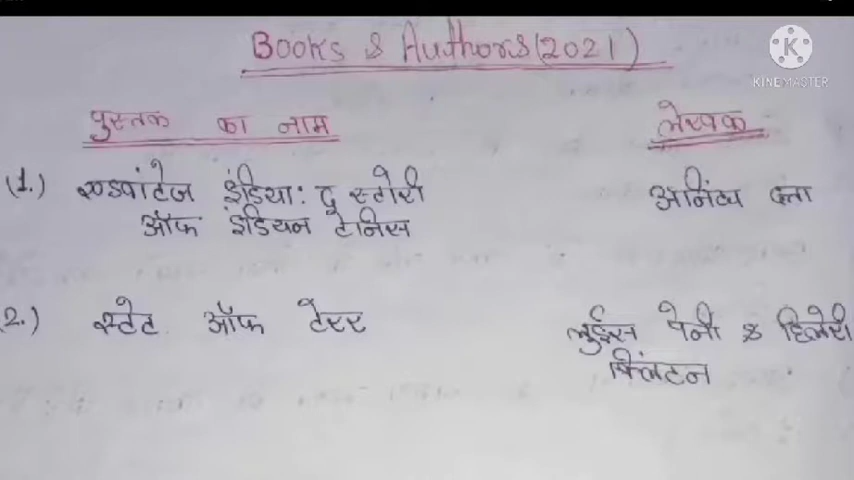 Books & Authors (2021)
K
KINEMASTER
पुस्तक का नाम लेखक
(1.) एडवांटेज इंडिया: द स्टोरी अनिंद्य दत्ता
ऑफ इंडियन टेनिस
(2.) स्टेट ऑफ टेरर लुईस पेनी & हिलेरी
क्लिंटन